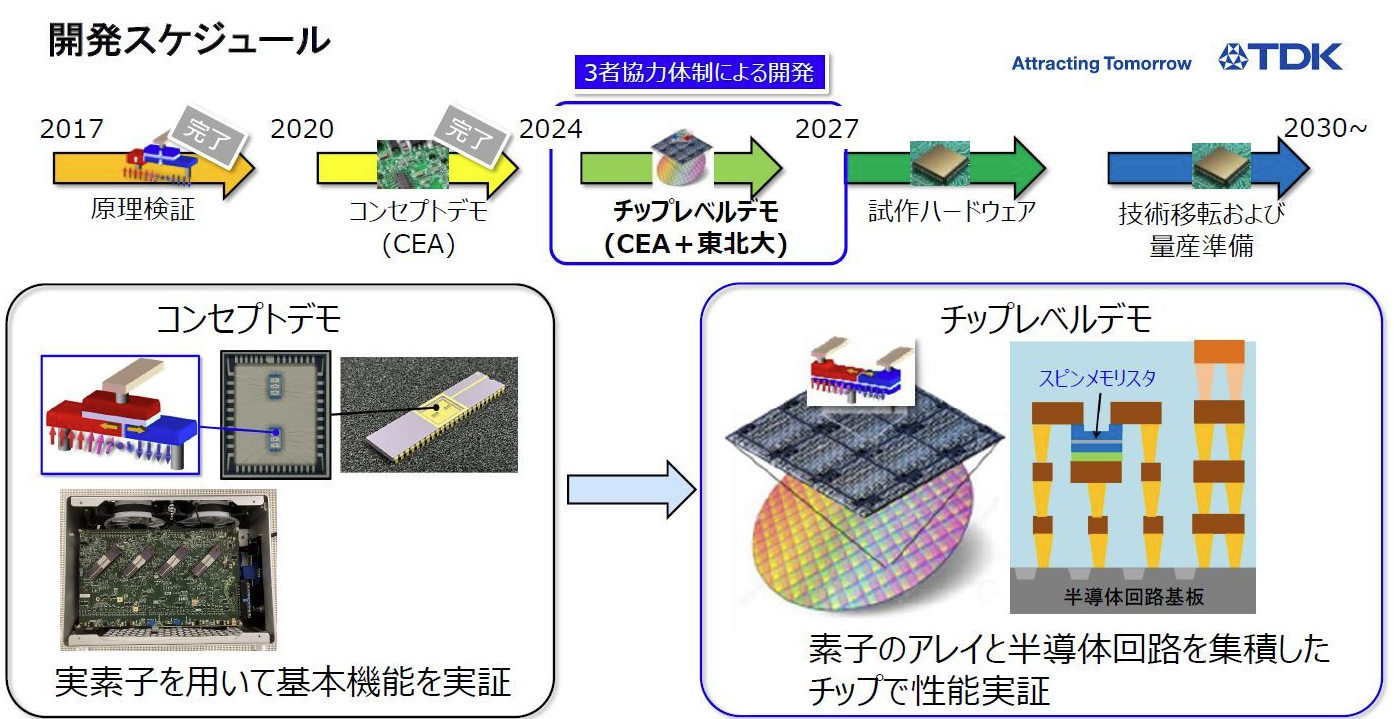 開発スケジュール
Attracting Tomorrow TDK
3者協力体制による開発
2017
完了
2020
完了
2024
2027
2030~
原理検証
コンセプトデモ
(CEA)
チップレベルデモ
(CEA+東北大)
試作ハードウェア
技術移転および
量産準備
コンセプトデモ
実素子を用いて基本機能を実証
チップレベルデモ
スピンメモリスタ
半導体回路基板
素子のアレイと半導体回路を集積した
チップで性能実証